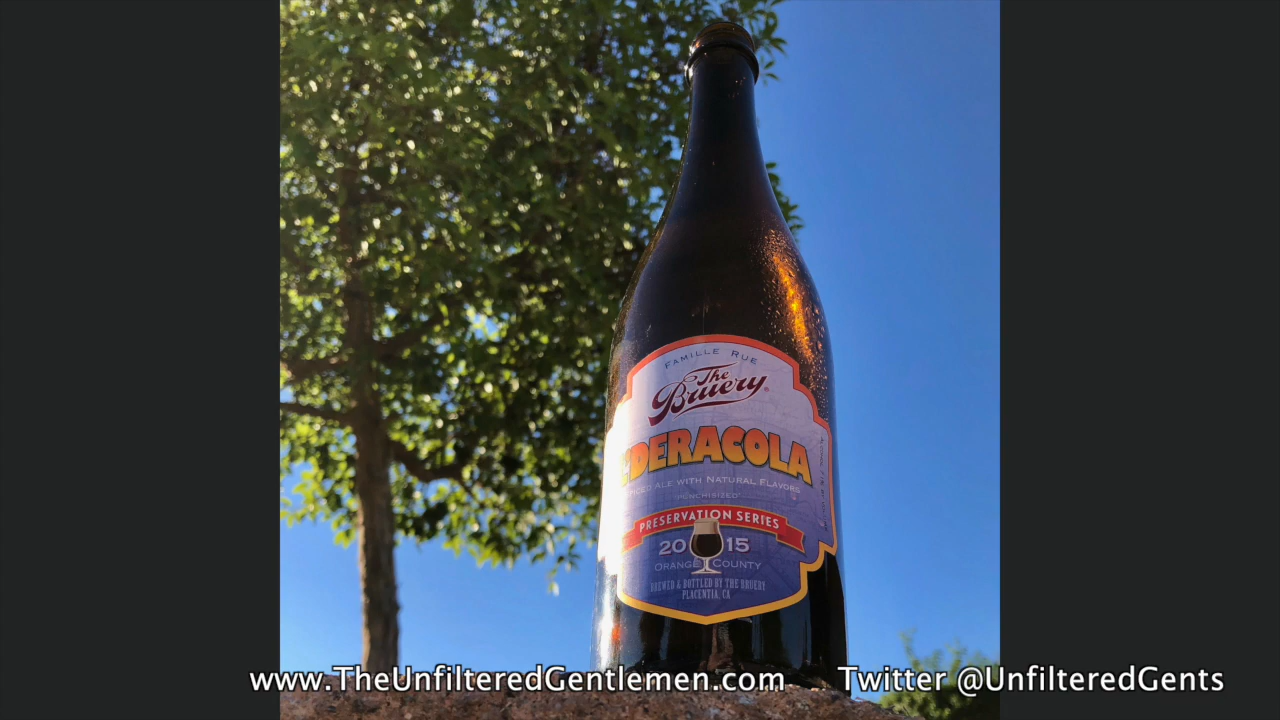 FAMILLE RUE
The
Bruery
DERACOLA
SPICED ALE WITH NATURAL FLAVORS
PRESERVATION SERIES
20 15
ORANGE COUNTY
BREWED & BOTTLED BY THE BRUERY
PLACENTIA, CA
www.TheUnfilteredGentlemen.com
Twitter @UnfilteredGents